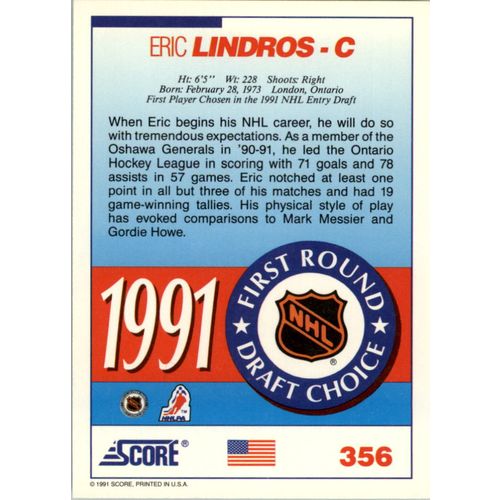 ERIC LINDROS - C
Ht: 6'5" Wt: 228 Shoots: Right
Born: February 28, 1973 London, Ontario
First Player Chosen in the 1991 NHL Entry Draft
When Eric begins his NHL career, he will do so
with tremendous expectations. As a member of the
Oshawa Generals in '90-91, he led the Ontario
Hockey League in scoring with 71 goals and 78
assists in 57 games. Eric notched at least one
point in all but three of his matches and had 19
game-winning tallies. His physical style of play
has evoked comparisons to Mark Messier and
Gordie Howe.
1991
★ FIRST ROUND ★
NHL
®
DRAFT CHOICE
NHLPA
™
SCORE®
356
© 1991 SCORE, PRINTED IN U.S.A.